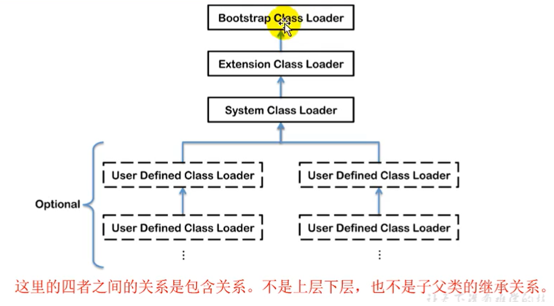 Bootstrap Class Loader
Extension Class Loader
System Class Loader
Optional
User Defined Class Loader
User Defined Class Loader
User Defined Class Loader
User Defined Class Loader
⋮
⋮
这里的四者之间的关系是包含关系。不是上层下层，也不是子父类的继承关系。